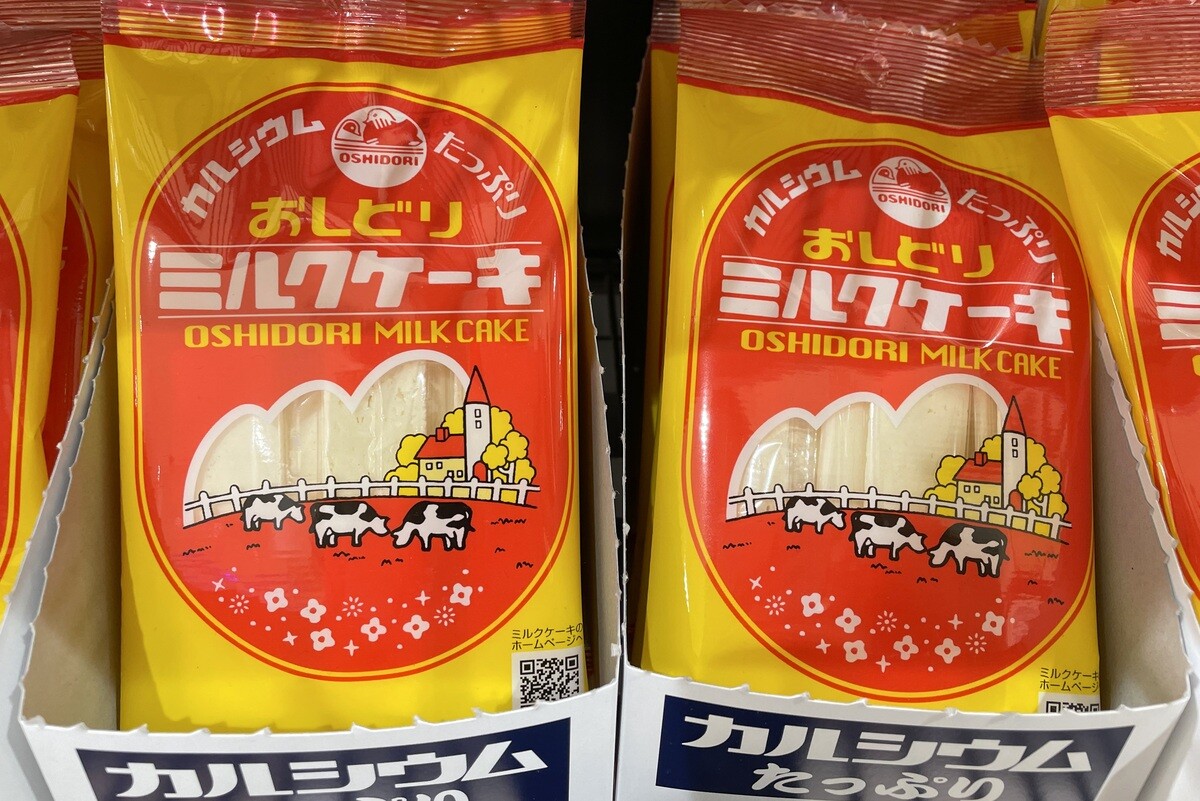 カルシウム たっぷり
OSHIDORI
おしどり
ミルクケーキ
OSHIDORI MILK CAKE
ミルクケーキの
ホームページへ
カルシウム
たっぷり
カルシウム たっぷり
OSHIDORI
おしどり
ミルクケーキ
OSHIDORI MILK CAKE
ミルクケーキ
ホームページ
カルシウム
たっぷり